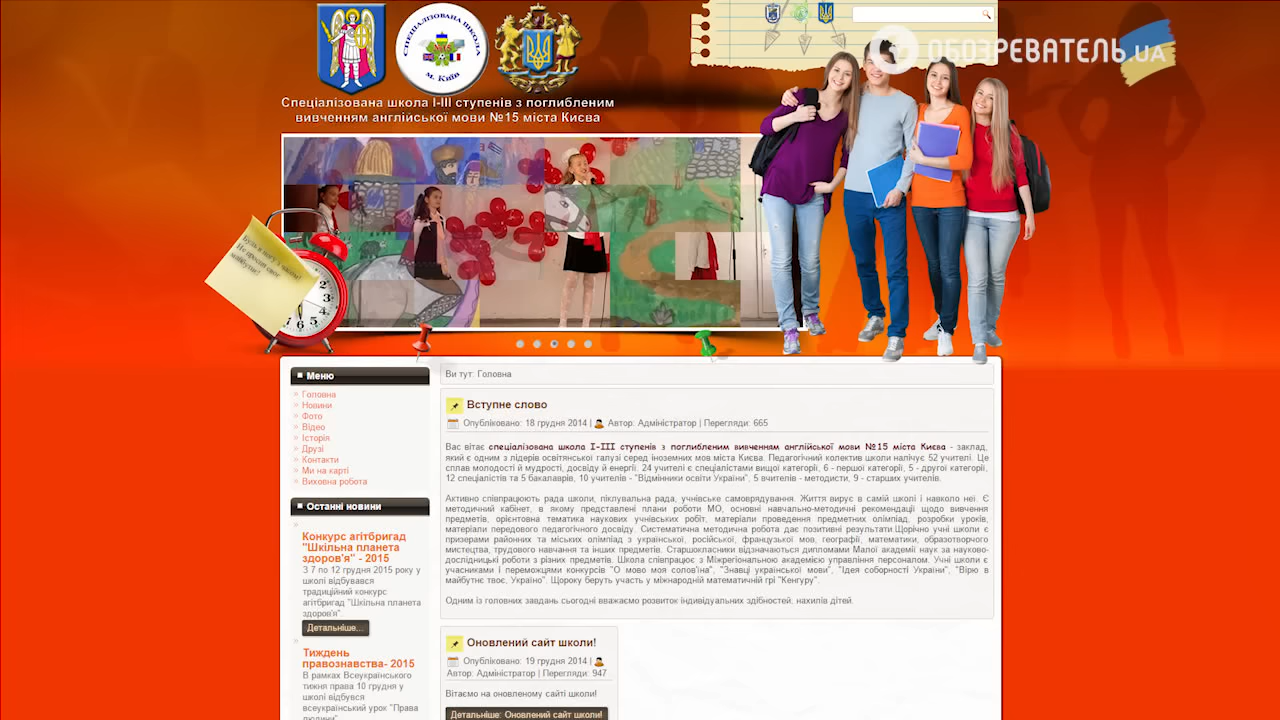 СПЕЦІАЛІЗОВАНА ШКОЛА
№15
м. Київ
ОБОЗРЕВАТЕЛЬ.UA
Спеціалізована школа І-ІІІ ступенів з поглибленим
вивченням англійської мови №15 міста Києва
Ви тут: Головна
Меню
Головна
Новини
Фото
Відео
Історія
Друзі
Контакти
Ми на карті
Виховна робота
Останні новини
Конкурс агітбригад
"Шкільна планета
здоров'я" - 2015
З 7 по 12 грудня 2015 року у
школі відбувався
традиційний конкурс
агітбригад "Шкільна планета
здоров'я".
Детальніше...
Тиждень
правознавства- 2015
В рамках Всеукраїнського
тижня права 10 грудня у
школі відбувся
всеукраїнський урок "Права
людини".
Вступне слово
Опубліковано: 18 грудня 2014 | Автор: Адміністратор | Перегляди: 665
Вас вітає спеціалізована школа І-ІІІ ступенів з поглибленим вивченням англійської мови №15 міста Києва - заклад,
який є одним з лідерів освітянської галузі серед іноземних мов міста Києва. Педагогічний колектив школи налічує 52 учителі. Це
сплав молодості й мудрості, досвіду й енергії. 24 учителі є спеціалістами вищої категорії, 6 - першої категорії, 5 - другої категорії,
12 спеціалістів та 5 бакалаврів, 10 учителів - "Відмінники освіти України", 5 вчителів - методисти, 9 - старших учителів.
Активно співпрацюють рада школи, піклувальна рада, учнівське самоврядування. Життя вирує в самій школі і навколо неї. Є
методичний кабінет, в якому представлені плани роботи МО, основні навчально-методичні рекомендації щодо вивчення
предметів, орієнтовна тематика наукових учнівських робіт, матеріали проведення предметних олімпіад, розробки уроків,
матеріали передового педагогічного досвіду. Систематична методична робота дає позитивні результати.Щорічно учні школи є
призерами районних та міських олімпіад з української, російської, французької мов, географії, математики, образотворчого
мистецтва, трудового навчання та інших предметів. Старшокласники відзначаються дипломами Малої академії наук за науково-
дослідницькі роботи з різних предметів. Школа співпрацює з Міжрегіональною академією управління персоналом. Учні школи є
учасниками і переможцями конкурсів "О мово моя солов'їна", "Знавці української мови", "Ідея соборності України", "Вірю в
майбутнє твоє, Україно". Щороку беруть участь у міжнародній математичній грі "Кенгуру".
Одним із головних завдань сьогодні вважаємо розвиток індивідуальних здібностей, нахилів дітей.
Оновлений сайт школи!
Опубліковано: 19 грудня 2014 |
Автор: Адміністратор | Перегляди: 947
Вітаємо на оновленому сайті школи!
Детальніше: Оновлений сайт школи!